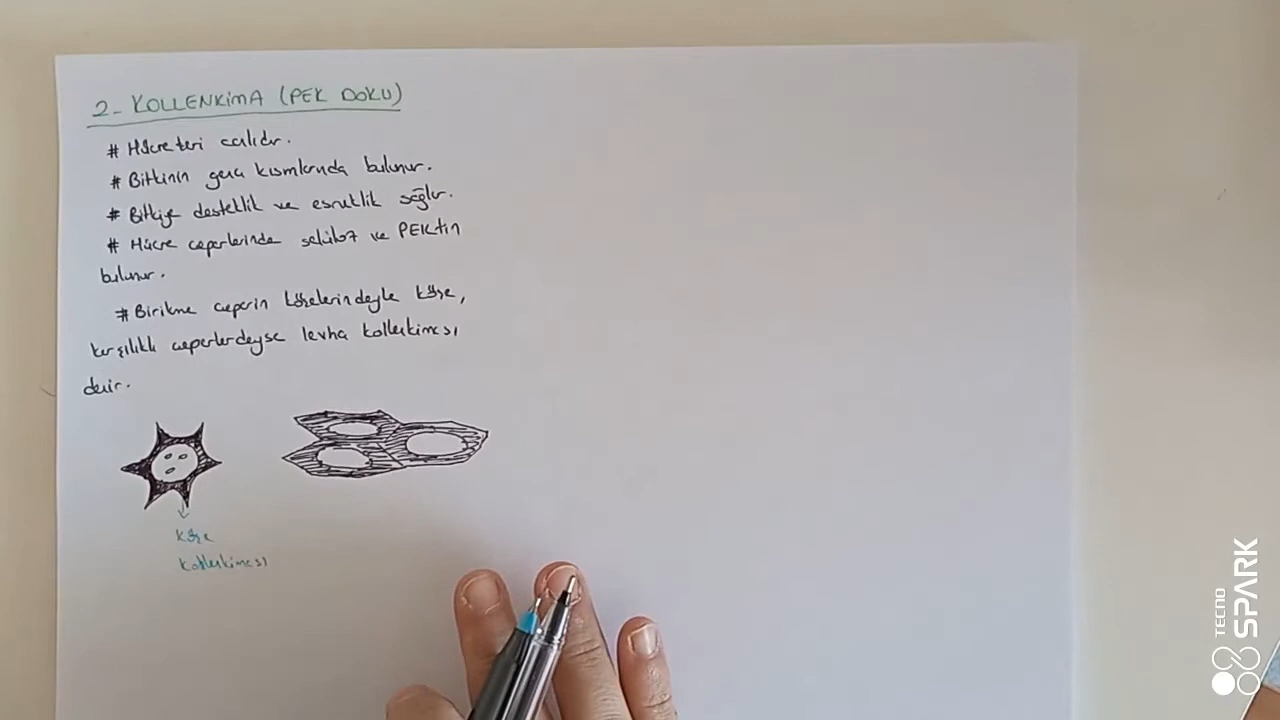 2- KOLLENKİMA (PEK DOKU)
# Hücreleri canlıdır.
# Bitkinin genç kısımlarında bulunur.
# Bitkiye desteklik ve esneklik sağlar.
# Hücre çeperlerinde selüloz ve PEKtin
bulunur.
# Birikme çeperin köşelerindeyse köşe,
karşılıklı çeperlerdeyse levha kollenkiması
denir.
Köşe
kollenkiması
TECNO
SPARK